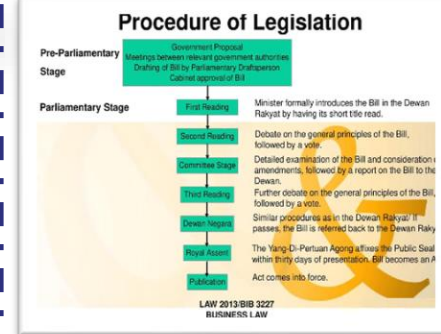 Procedure of Legislation
Pre-Parliamentary
Stage
Government Proposal
Meetings between relevant government authorities
Drafting of Bill by Parliamentary Draftsperson
Cabinet approval of Bill
Parliamentary Stage
First Reading
Minister formally introduces the Bill in the Dewan
Rakyat by having its short title read.
Second Reading
Debate on the general principles of the Bill,
followed by a vote.
Committee Stage
Detailed examination of the Bill and consideration
amendments, followed by a report on the Bill to the
Dewan.
Third Reading
Further debate on the general principles of the Bill,
followed by a vote.
Dewan Negara
Similar procedures as in the Dewan Rakyat/ If
passes, the Bill is referred back to the Dewan Raky
Royal Assent
The Yang-Di-Pertuan Agong affixes the Public Seal
within thirty days of presentation. Bill becomes an A
Publication
Act comes into force.
LAW 2013/BIB 3227
BUSINESS LAW